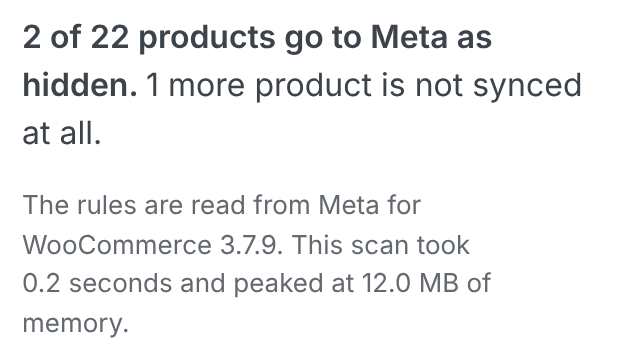 2 of 22 products go to Meta as
hidden. 1 more product is not synced
at all.
The rules are read from Meta for
WooCommerce 3.7.9. This scan took
0.2 seconds and peaked at 12.0 MB of
memory.